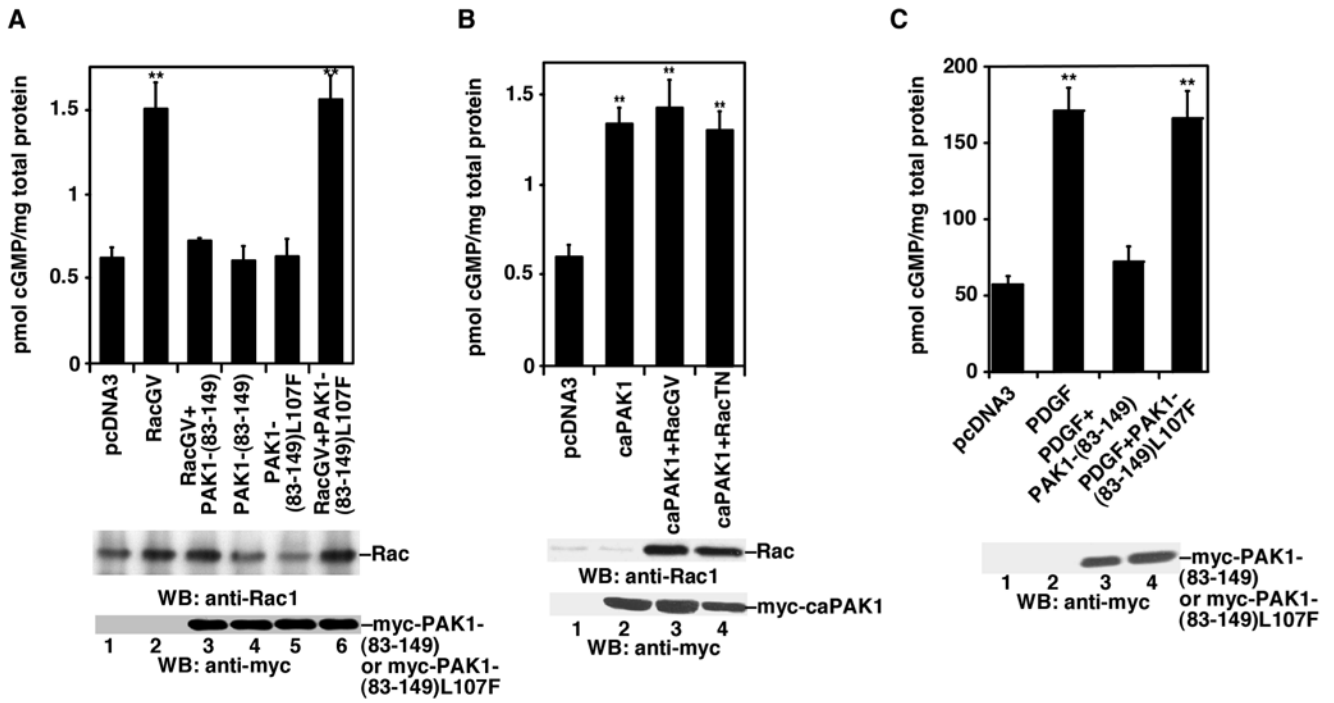 A
pmol cGMP/mg total protein
1.5
1
0.5
0
**
**
pcDNA3
RacGV
RacGV+
PAK1-(83-149)
PAK1-(83-149)
PAK1-
(83-149)L107F
RacGV+PAK1-
(83-149)L107F
–Rac
WB: anti-Rac1
–myc-PAK1-
(83-149)
or myc-PAK1-
(83-149)L107F
1 2 3 4 5 6
WB: anti-myc
B
pmol cGMP/mg total protein
1.5
1
0.5
0
**
**
**
pcDNA3
caPAK1
caPAK1+RacGV
caPAK1+RacTN
–Rac
WB: anti-Rac1
–myc-caPAK1
1 2 3 4
WB: anti-myc
C
pmol cGMP/mg total protein
200
150
100
50
0
**
**
pcDNA3
PDGF
PDGF+
PAK1-(83-149)
PDGF+PAK1-
(83-149)L107F
–myc-PAK1-
(83-149)
or myc-PAK1-
(83-149)L107F
1 2 3 4
WB: anti-myc